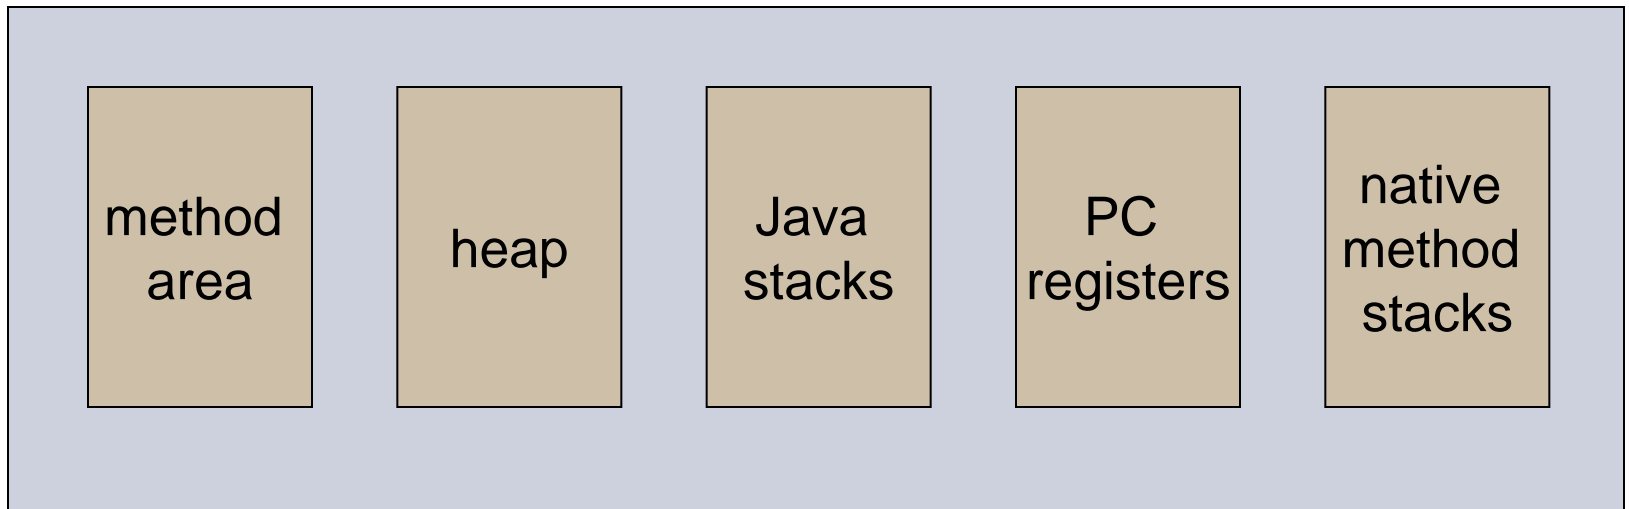 method
area
heap
Java
stacks
PC
registers
native
method
stacks